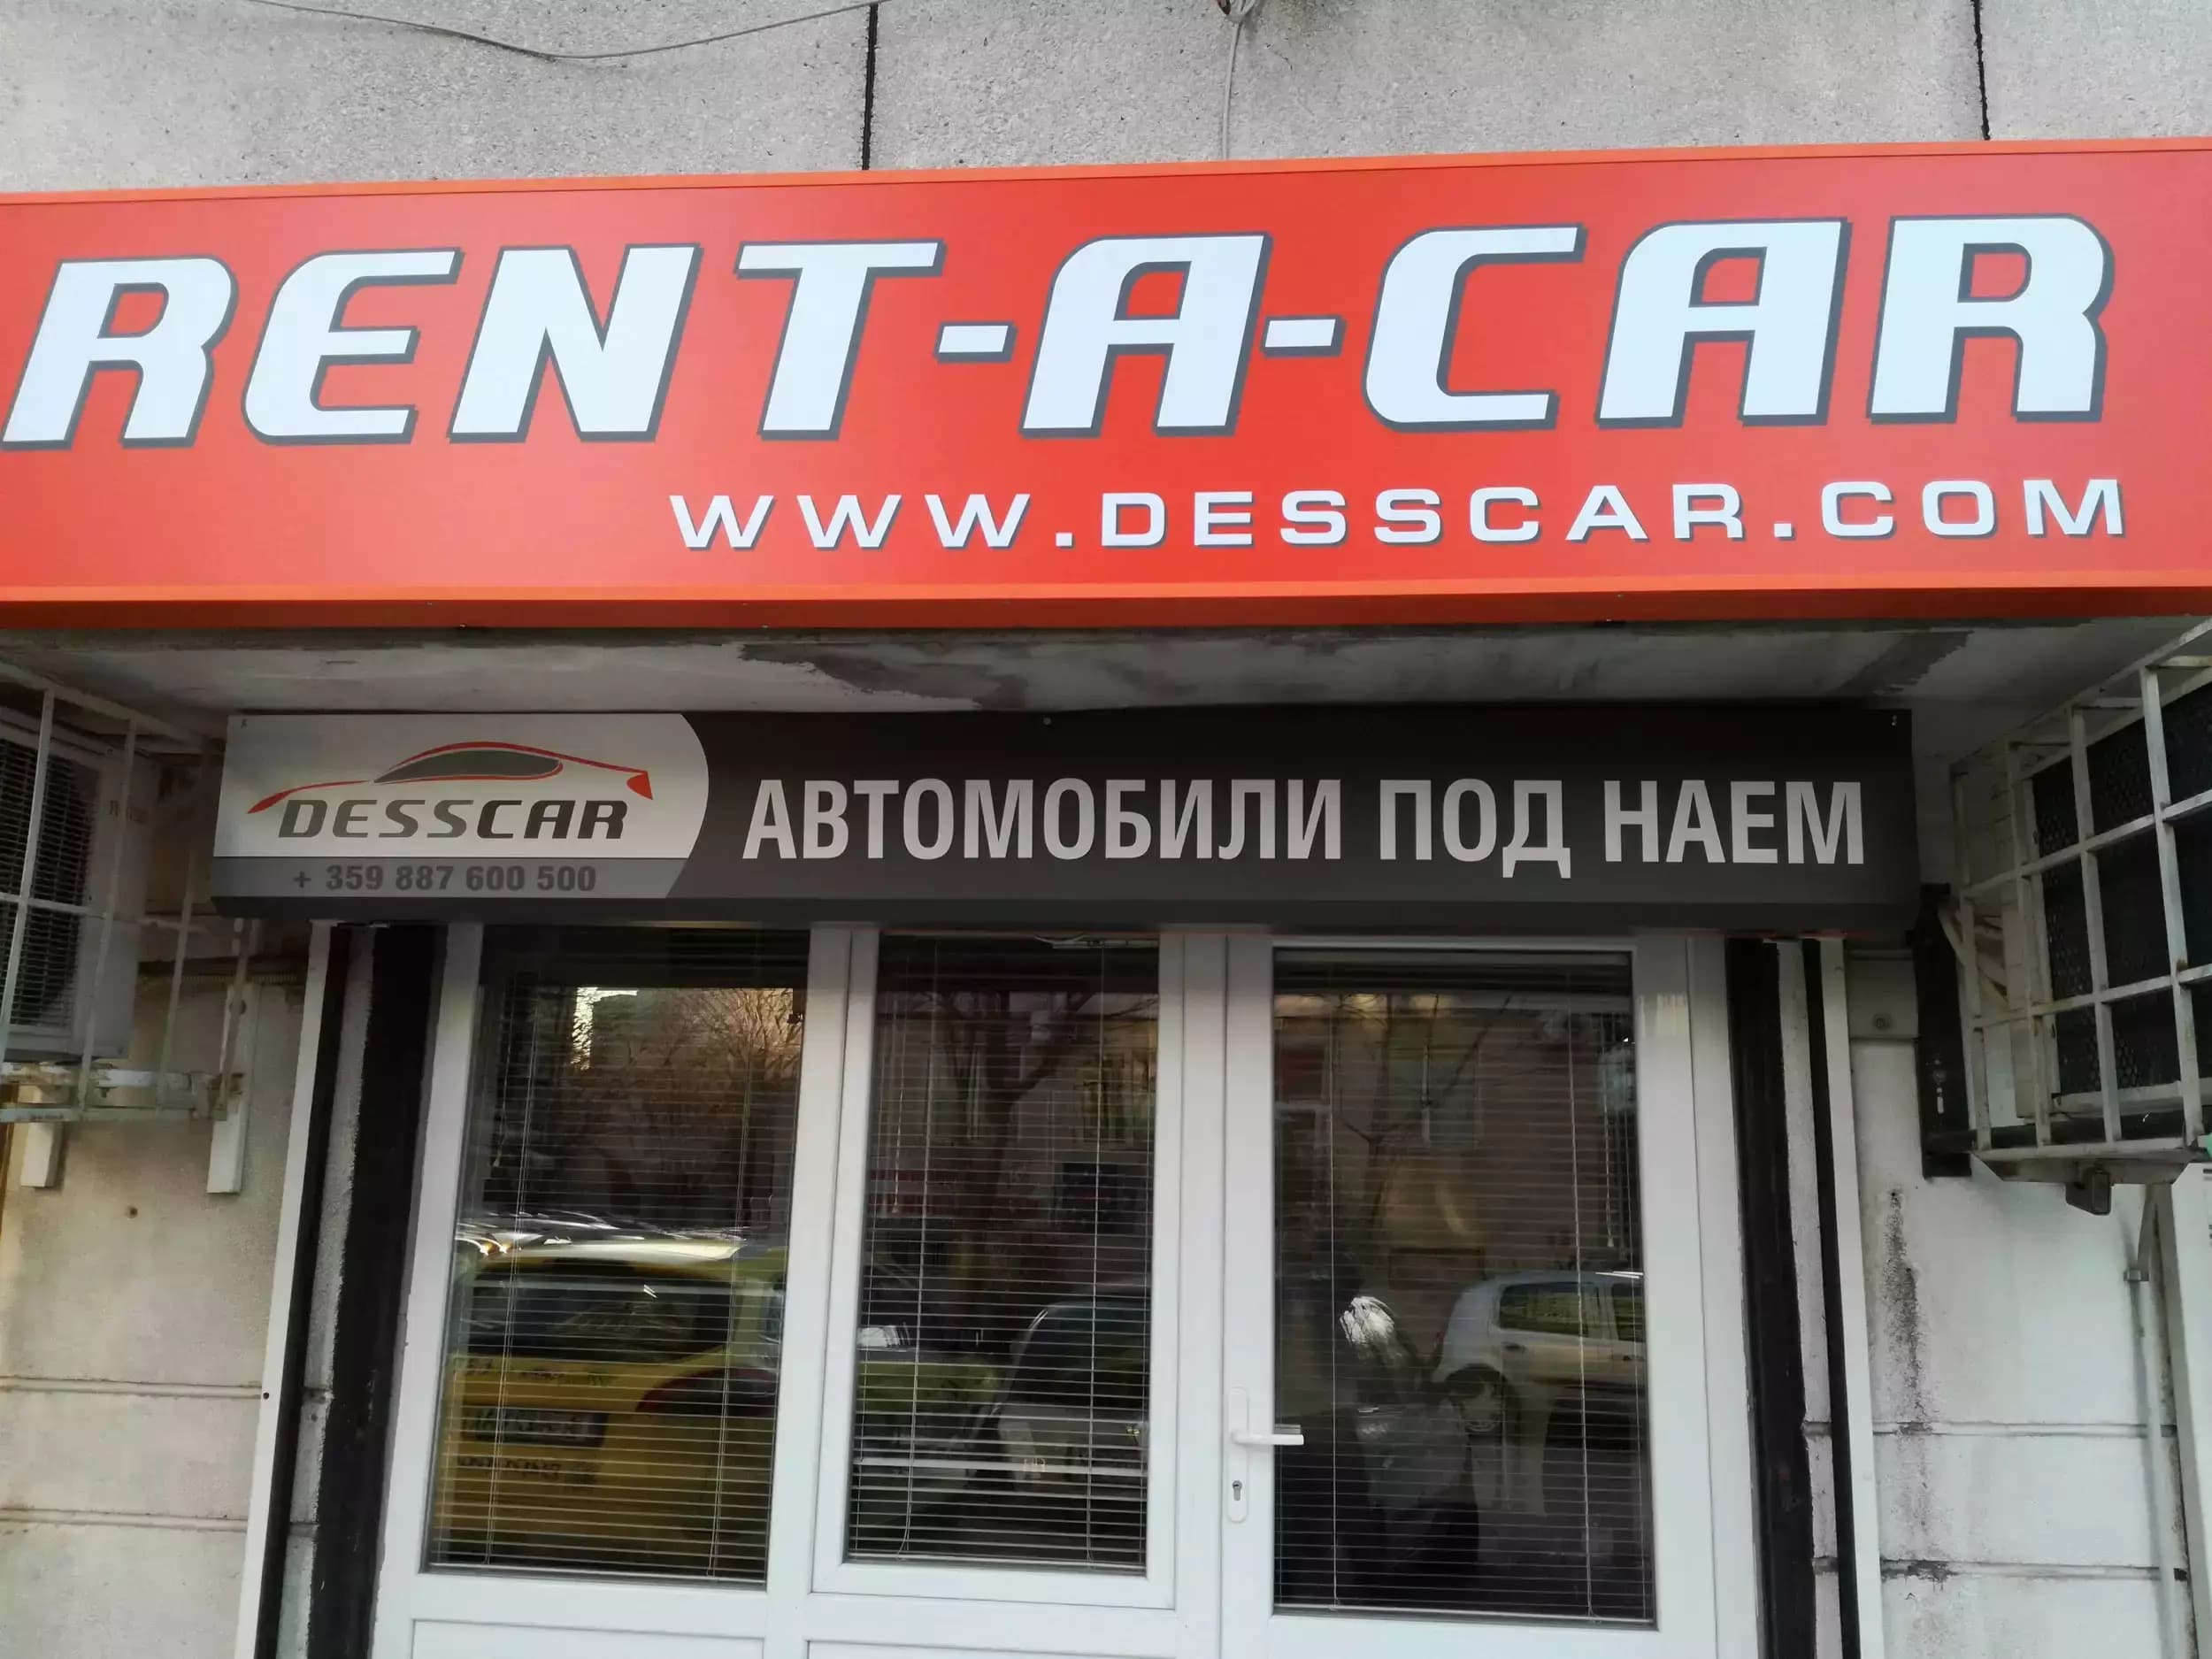 RENT-A-CAR
WWW.DESSCAR.COM
DESSCAR
+ 359 887 600 500
АВТОМОБИЛИ ПОД НАЕМ